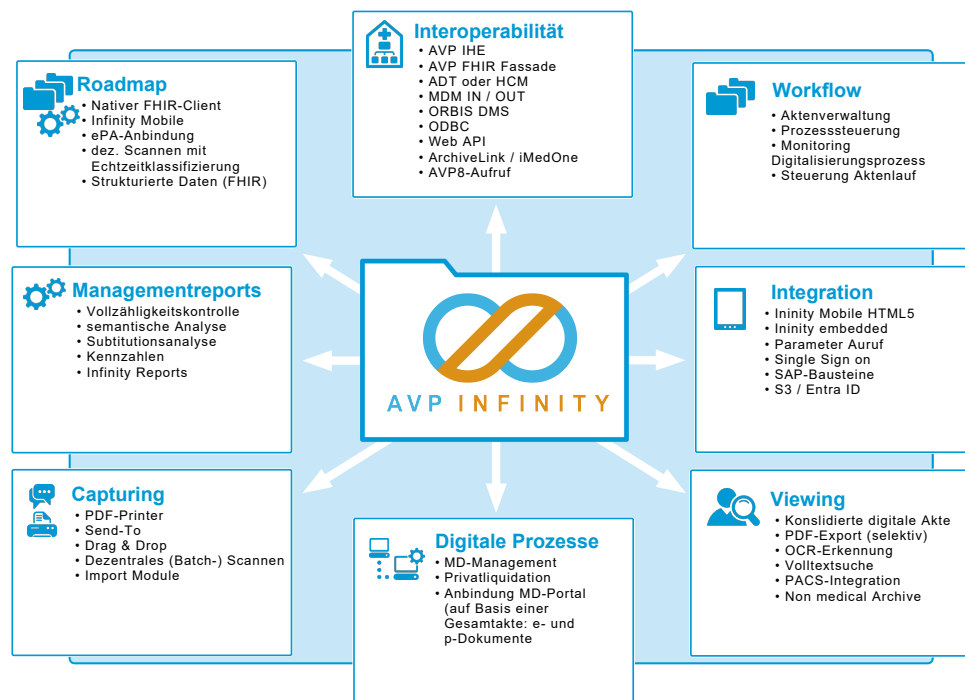 Roadmap
• Nativer FHIR-Client
• Infinity Mobile
• ePA-Anbindung
• dez. Scannen mit
Echtzeitklassifizierung
• Strukturierte Daten (FHIR)
Interoperabilität
• AVP IHE
• AVP FHIR Fassade
• ADT oder HCM
• MDM IN / OUT
• ORBIS DMS
• ODBC
• Web API
• ArchiveLink / iMedOne
• AVP8-Aufruf
Workflow
• Aktenverwaltung
• Prozesssteuerung
• Monitoring
Digitalisierungsprozess
• Steuerung Aktenlauf
Managementreports
• Vollzähligkeitskontrolle
• semantische Analyse
• Subtitutionsanalyse
• Kennzahlen
• Infinity Reports
AVP INFINITY
Integration
• Ininity Mobile HTML5
• Ininity embedded
• Parameter Auruf
• Single Sign on
• SAP-Bausteine
• S3 / Entra ID
Capturing
• PDF-Printer
• Send-To
• Drag & Drop
• Dezentrales (Batch-) Scannen
• Import Module
Digitale Prozesse
• MD-Management
• Privatliquidation
• Anbindung MD-Portal
(auf Basis einer
Gesamtakte: e- und
p-Dokumente
Viewing
• Konslidierte digitale Akte
• PDF-Export (selektiv)
• OCR-Erkennung
• Volltextsuche
• PACS-Integration
• Non medical Archive